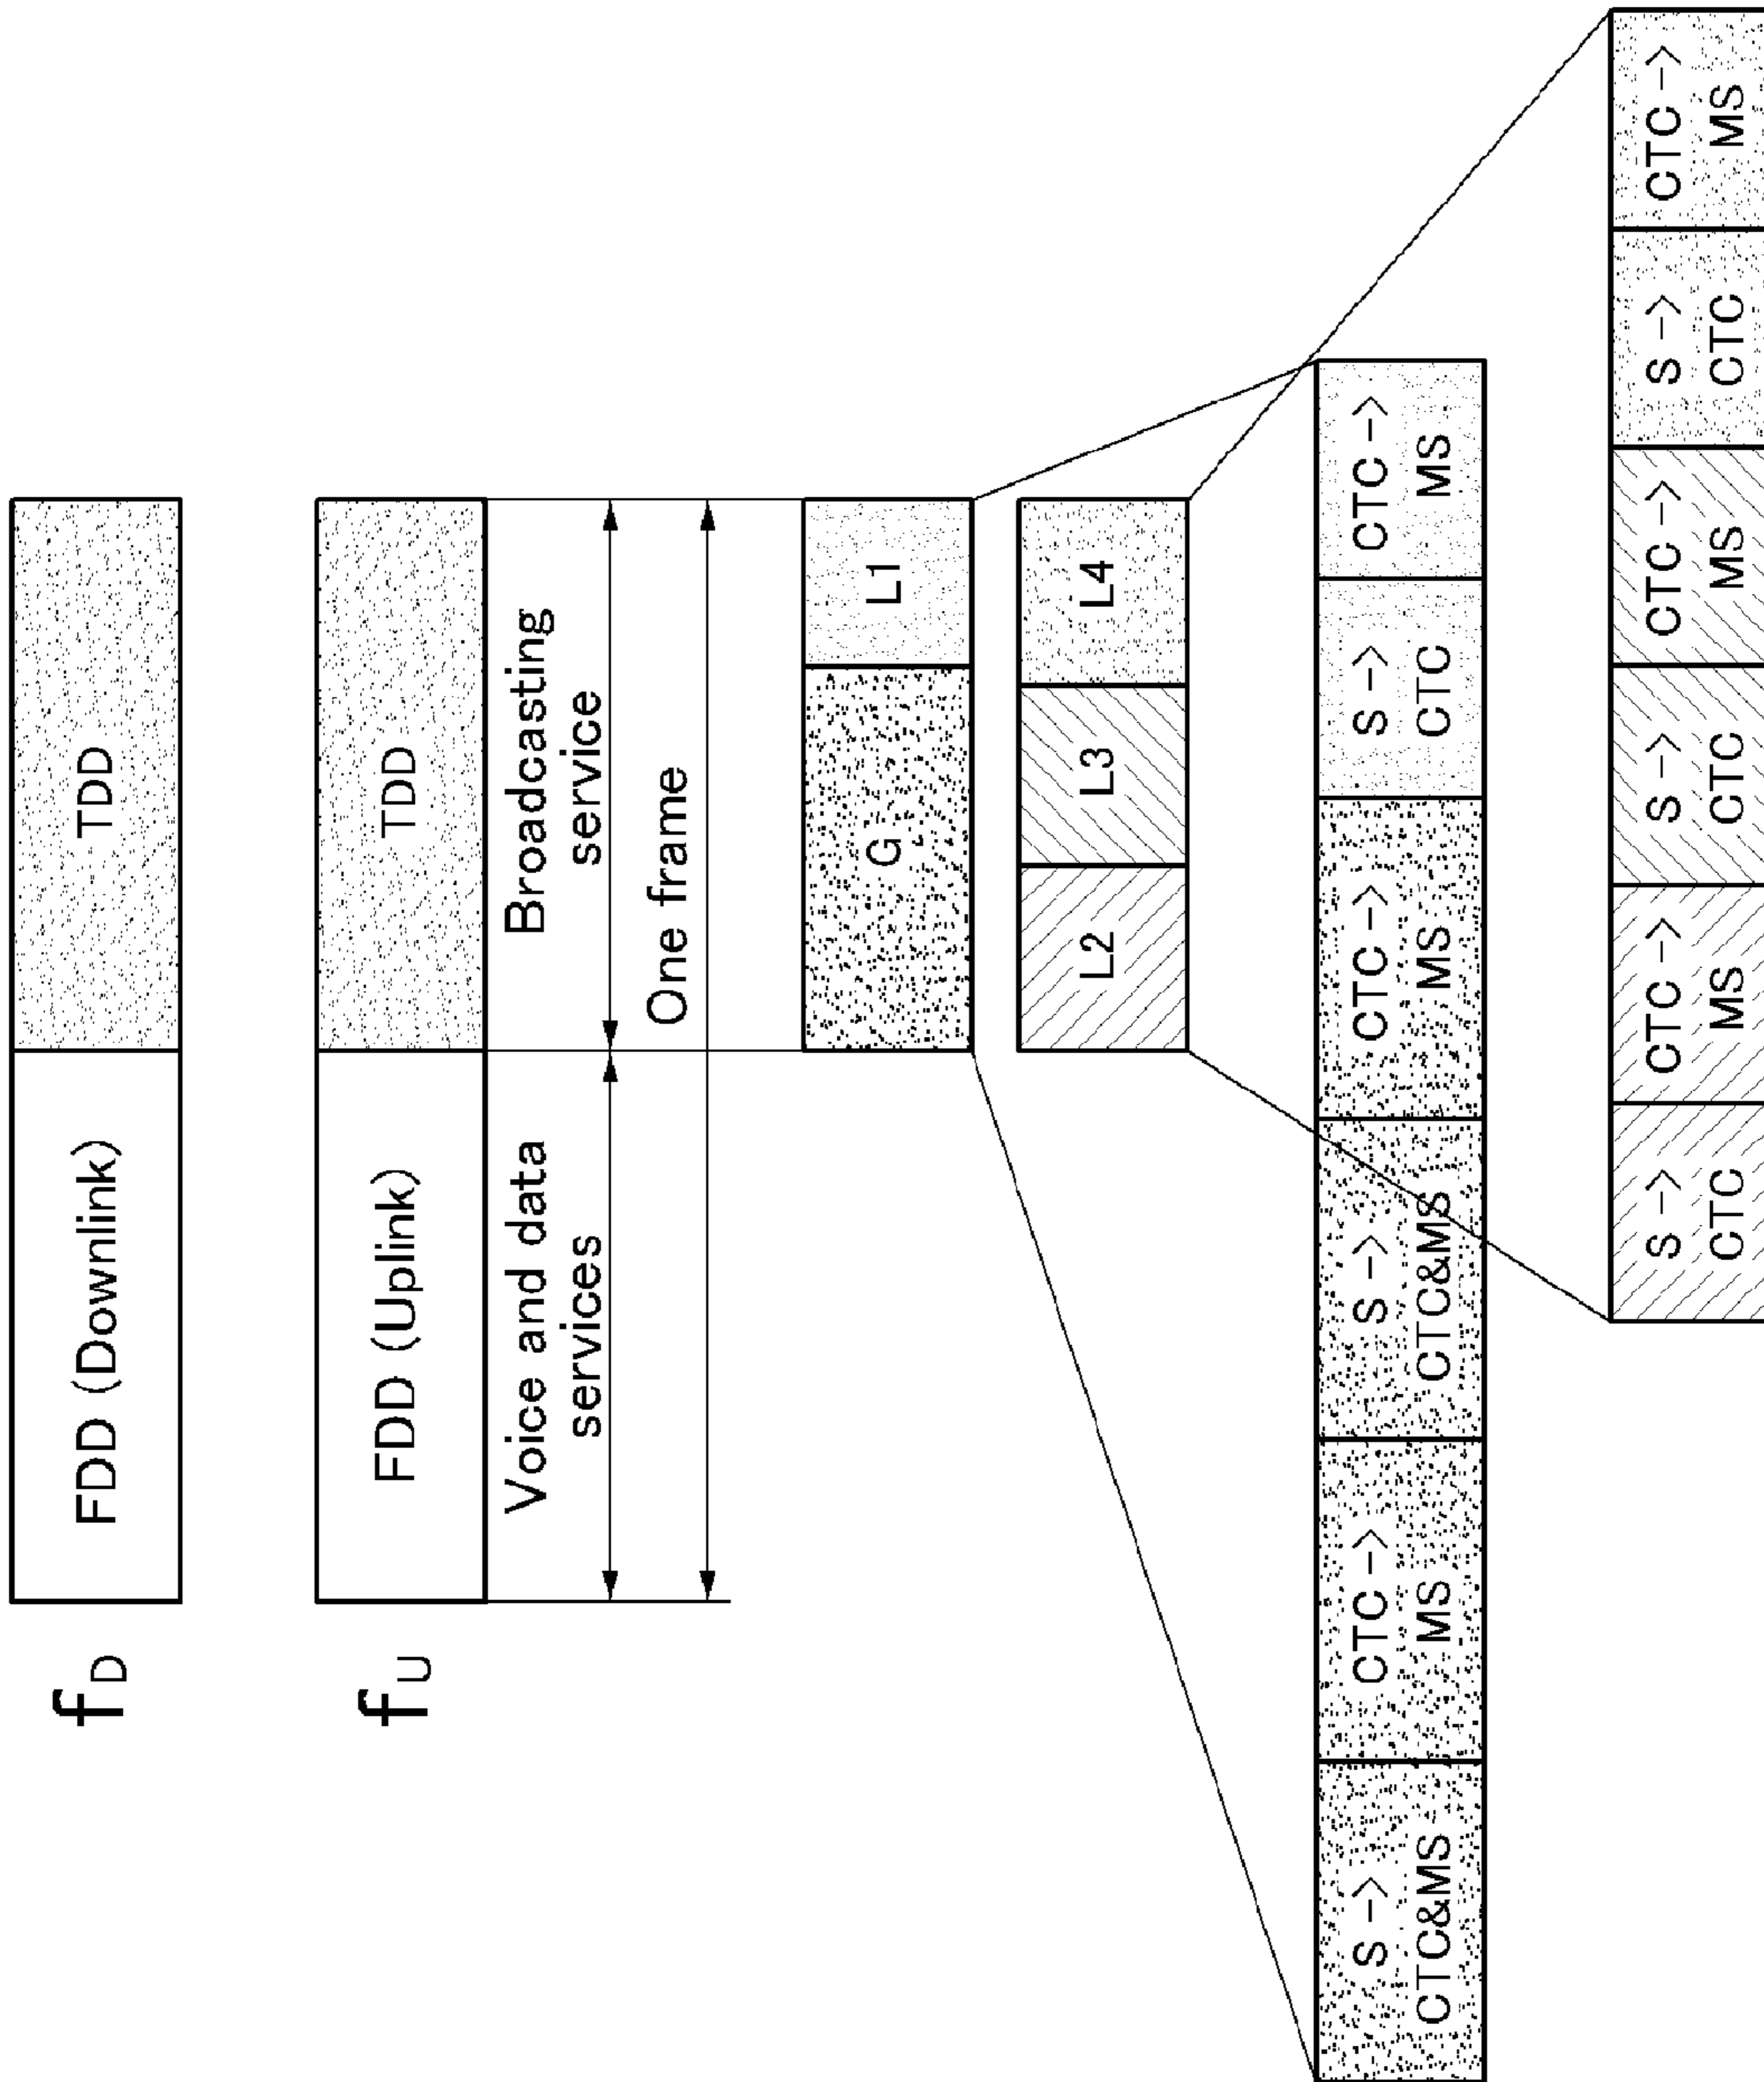 f D
FDD (Downlink)
TDD
f U
FDD (Uplink)
TDD
Voice and data
services
Broadcasting
service
One frame
G
L1
L2
L3
L4
S ->
CTC&MS
CTC ->
MS
S ->
CTC&MS
CTC ->
MS
S ->
CTC
CTC ->
MS
S ->
CTC
CTC ->
MS
S ->
CTC
CTC ->
MS
S ->
CTC
CTC ->
MS